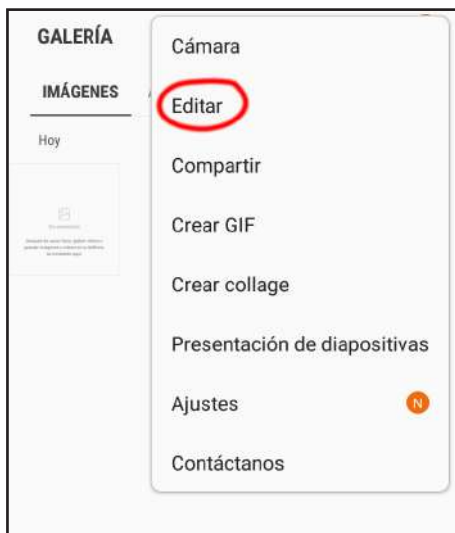 GALERÍA
Cámara
IMÁGENES
Editar
Hoy
Compartir
Crear GIF
Crear collage
Presentación de diapositivas
Ajustes
N
Contáctanos